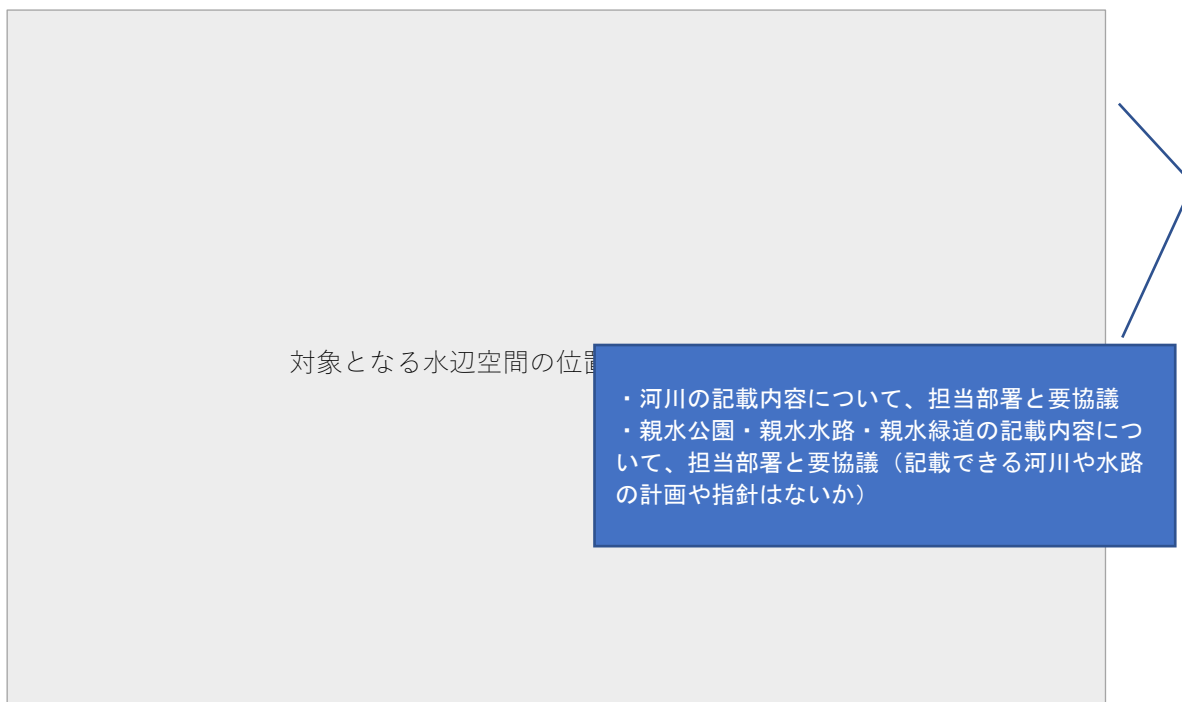 対象となる水辺空間の位置
・河川の記載内容について、担当部署と要協議
・親水公園・親水水路・親水緑道の記載内容につ
いて、担当部署と要協議（記載できる河川や水路
の計画や指針はないか）